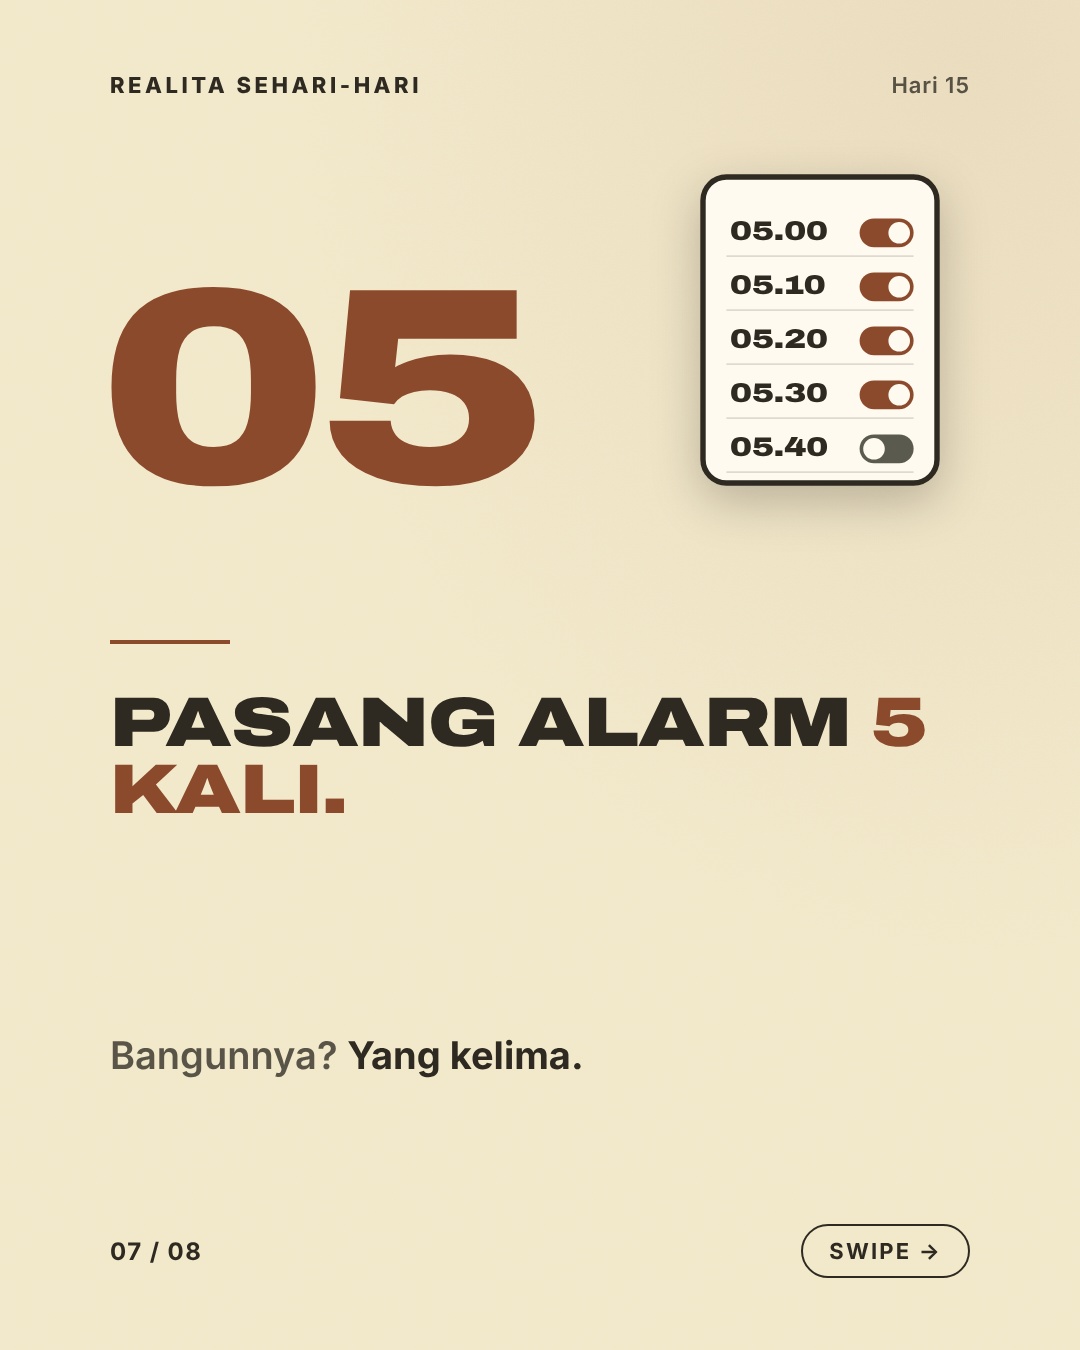 REALITA SEHARI-HARI
Hari 15
05
05.00
05.10
05.20
05.30
05.40
PASANG ALARM 5
KALI.
Bangunnya? Yang kelima.
07 / 08
SWIPE →